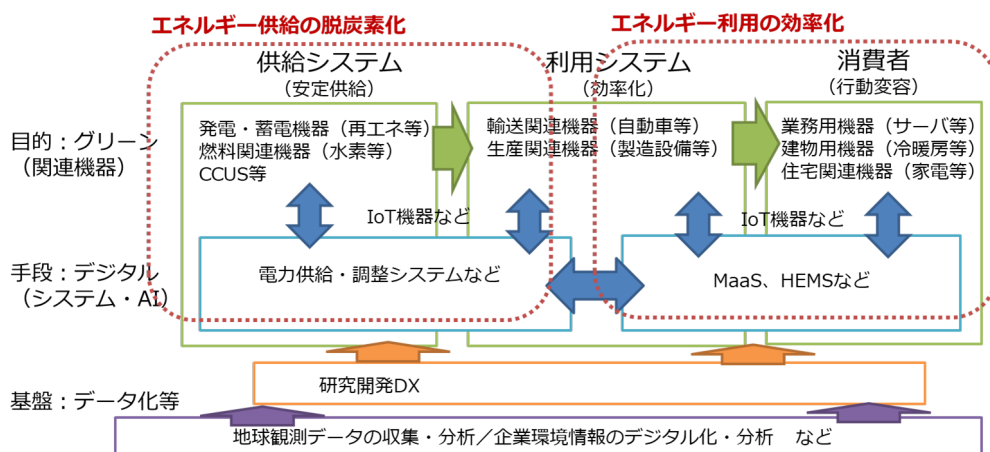 エネルギー供給の脱炭素化
エネルギー利用の効率化
供給システム
（安定供給）
利用システム
（効率化）
消費者
（行動変容）
目的：グリーン
（関連機器）
発電・蓄電機器（再エネ等）
燃料関連機器（水素等）
CCUS等
輸送関連機器（自動車等）
生産関連機器（製造設備等）
業務用機器（サーバ等）
建物用機器（冷暖房等）
住宅関連機器（家電等）
IoT機器など
IoT機器など
手段：デジタル
（システム・AI）
電力供給・調整システムなど
MaaS、HEMSなど
研究開発DX
基盤：データ化等
地球観測データの収集・分析／企業環境情報のデジタル化・分析　など